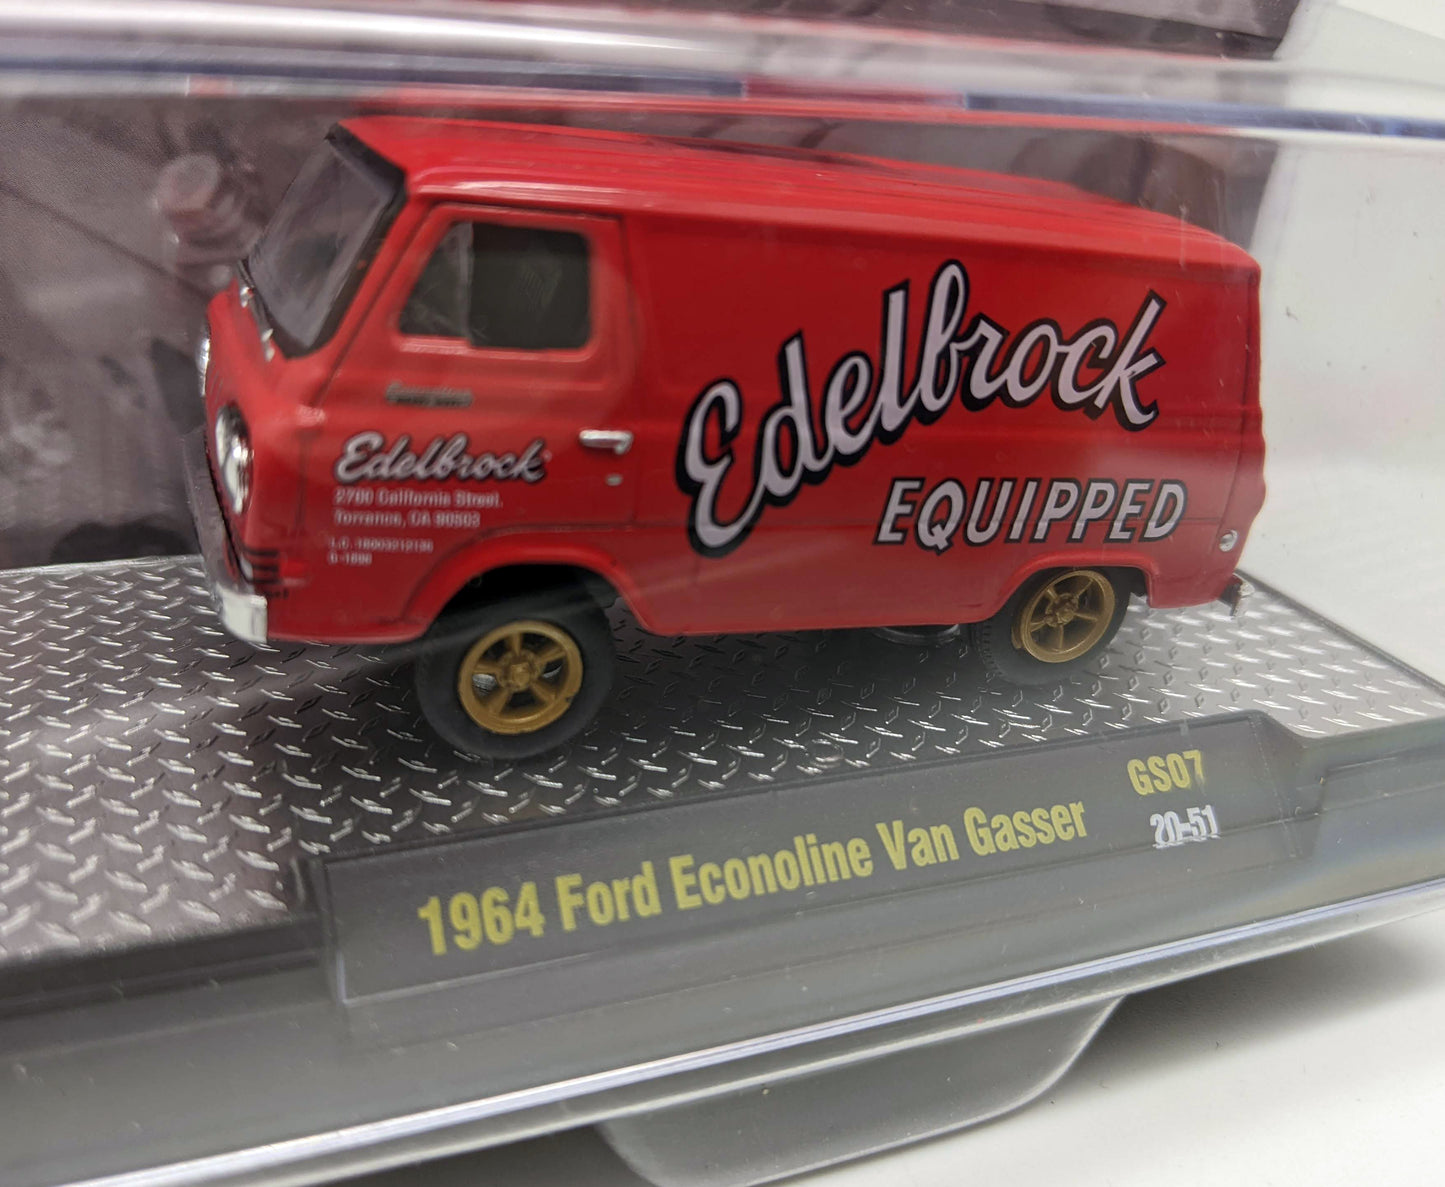 Edelbrock
EQUIPPED
Edelbrock
2700 California Street.
Torrance, CA 90503
1964 Ford Econoline Van Gasser
GS07
20-51